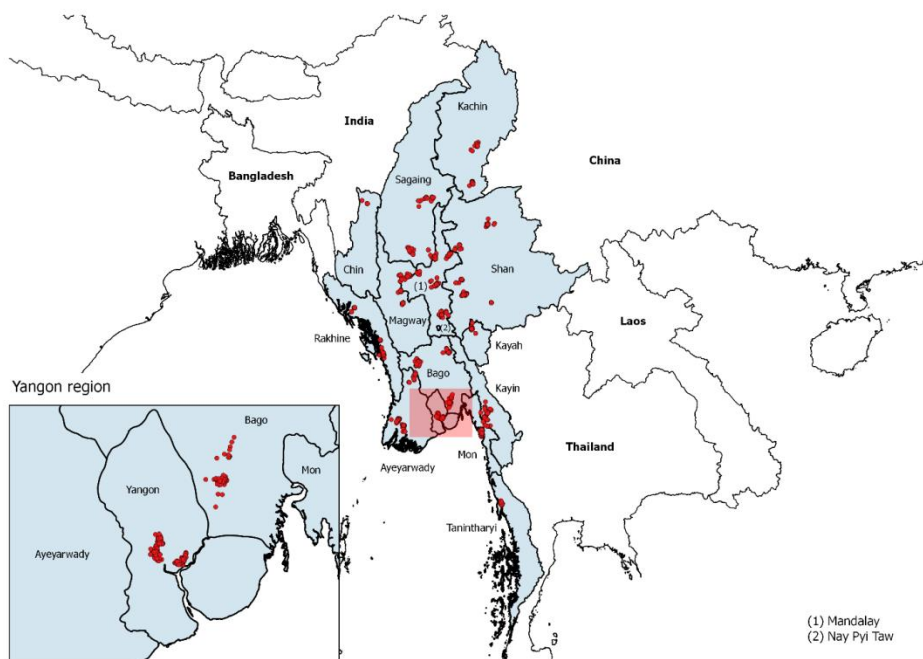 Kachin
India
China
Bangladesh
Sagaing
Chin
Shan
(1)
Magway
(2)
Laos
Rakhine
Kayah
Yangon region
Bago
Kayin
Bago
Thailand
Mon
Ayeyarwady
Mon
Yangon
Tanintharyi
Ayeyarwady
(1) Mandalay
(2) Nay Pyi Taw